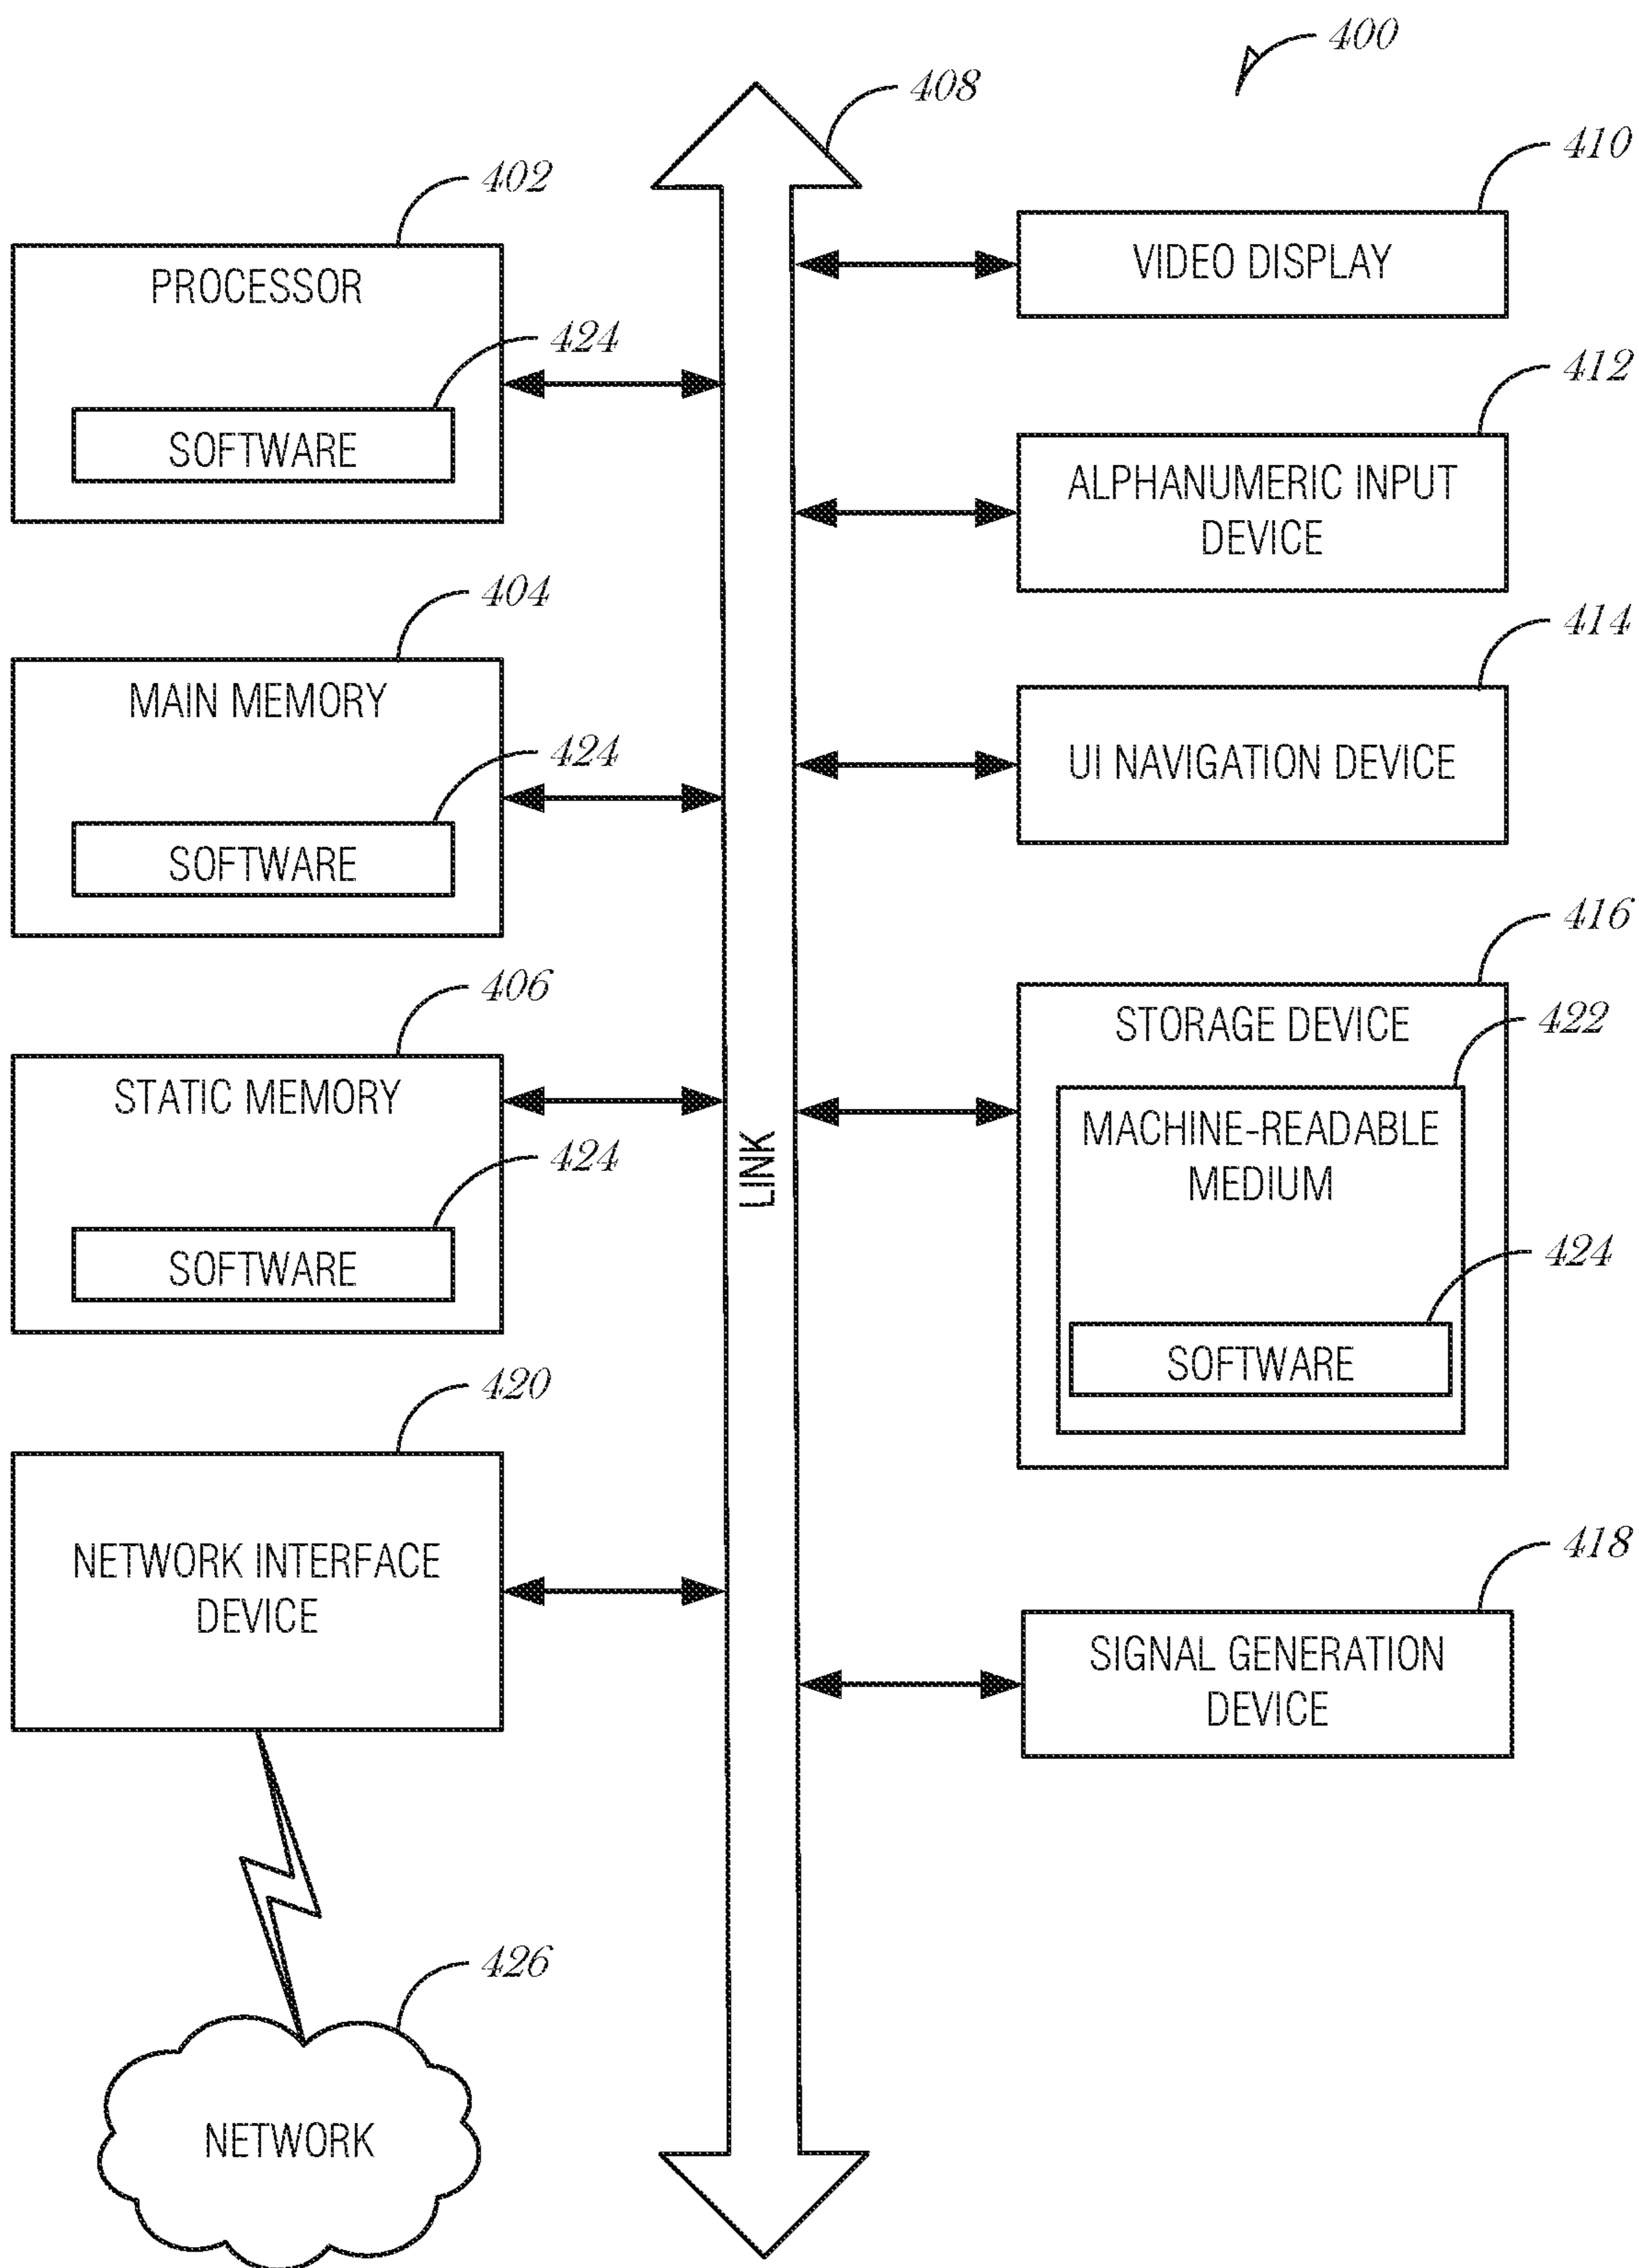 400
408
402
PROCESSOR
424
SOFTWARE
404
MAIN MEMORY
424
SOFTWARE
406
STATIC MEMORY
424
SOFTWARE
420
NETWORK INTERFACE
DEVICE
426
NETWORK
LINK
410
VIDEO DISPLAY
412
ALPHANUMERIC INPUT
DEVICE
414
UI NAVIGATION DEVICE
416
STORAGE DEVICE
422
MACHINE-READABLE
MEDIUM
424
SOFTWARE
418
SIGNAL GENERATION
DEVICE